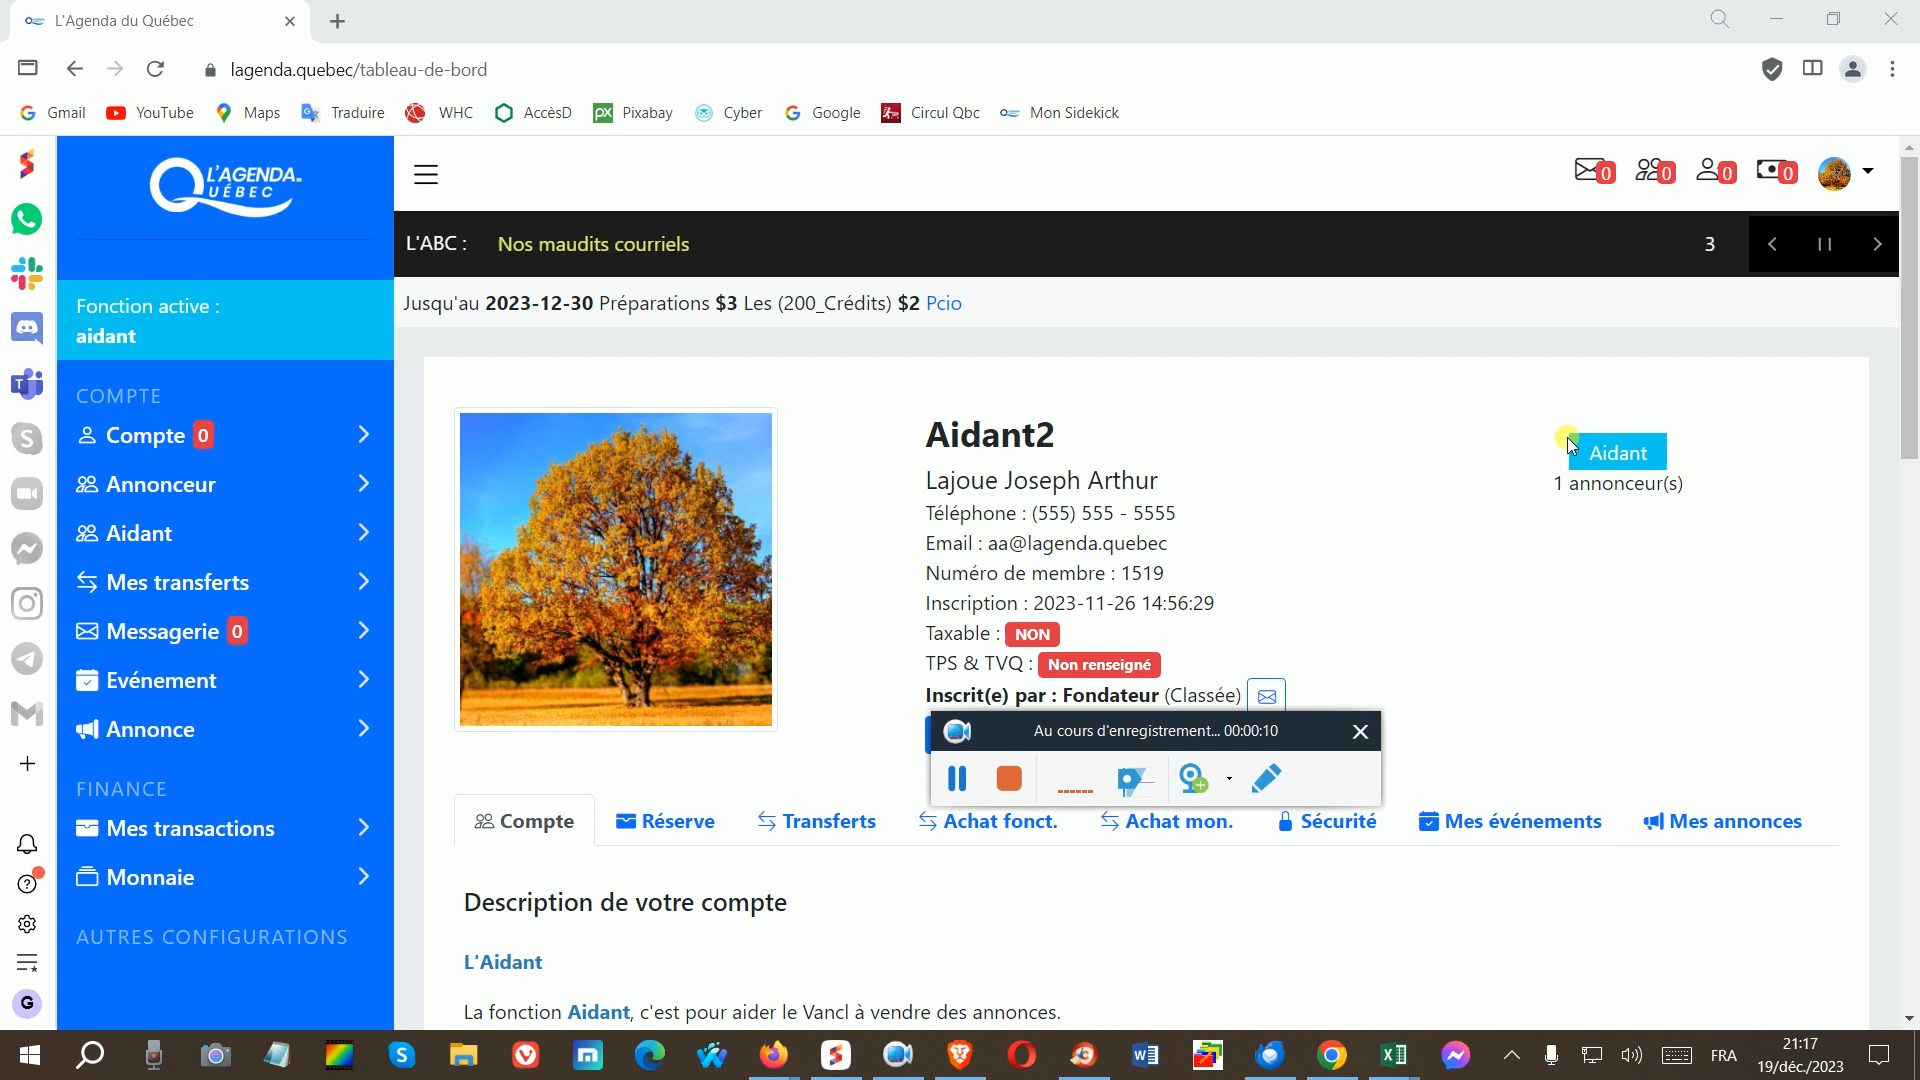 L'Agenda du Québec
lagenda.quebec/tableau-de-bord
Gmail YouTube Maps Traduire WHC AccèsD Pixabay Cyber Google Circul Qbc Mon Sidekick
L'AGENDA.
QUÉBEC
0 0 0 0
L'ABC : Nos maudits courriels 3
Fonction active :
aidant
Jusqu'au 2023-12-30 Préparations $3 Les (200_Crédits) $2 Pcio
COMPTE
Compte 0
Annonceur
Aidant
Mes transferts
Messagerie 0
Evénement
Annonce
FINANCE
Mes transactions
Monnaie
AUTRES CONFIGURATIONS
Aidant2
Lajoue Joseph Arthur
Téléphone : (555) 555 - 5555
Email : aa@lagenda.quebec
Numéro de membre : 1519
Inscription : 2023-11-26 14:56:29
Taxable : NON
TPS & TVQ : Non renseigné
Inscrit(e) par : Fondateur (Classée)
Aidant
1 annonceur(s)
Au cours d'enregistrement... 00:00:10
Compte Réserve Transferts Achat fonct. Achat mon. Sécurité Mes événements Mes annonces
Description de votre compte
L'Aidant
La fonction Aidant, c'est pour aider le Vancl à vendre des annonces.
G
FRA
21:17
19/déc./2023